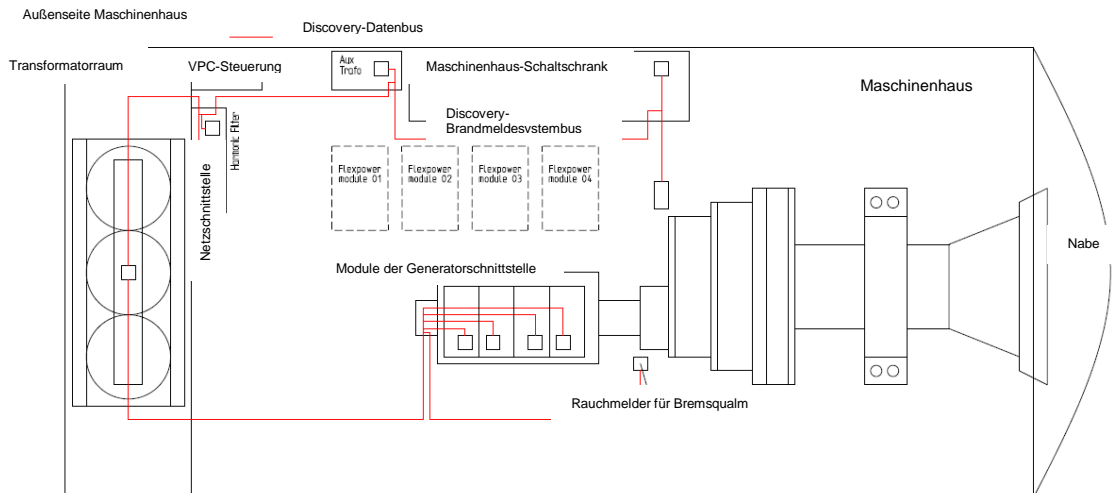 Außenseite Maschinenhaus
Discovery-Datenbus
Transformatorraum
VPC-Steuerung
Aux
Trafo
Maschinenhaus-Schaltschrank
Maschinenhaus
Discovery-
Brandmeldesystembus
Harmonic Filter
Netzschnittstelle
Flexpower
module 01
Flexpower
module 02
Flexpower
module 03
Flexpower
module 04
Nabe
Module der Generatorschnittstelle
Rauchmelder für Bremsqualm